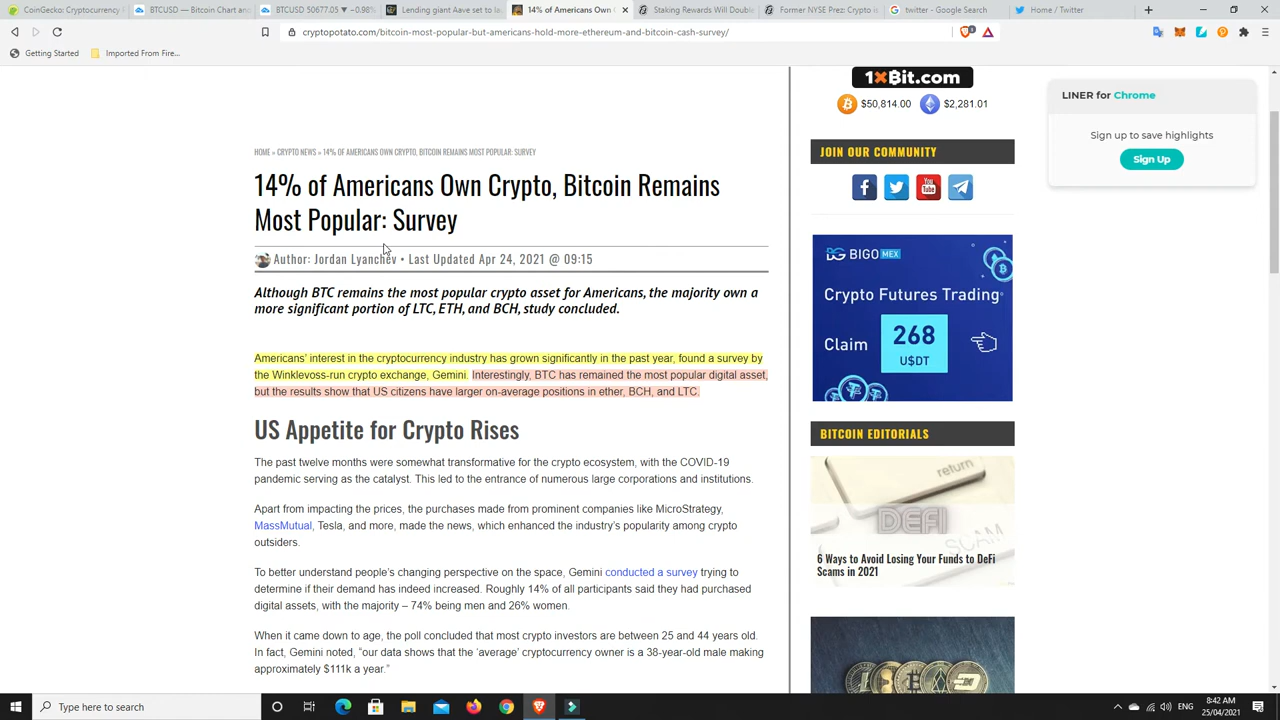 CoinGecko: Cryptocurrency P
BTCUSD — Bitcoin Chart and
BTCUSD 50677.05 ▼ −0.98%
Lending giant Aave set to la
14% of Americans Own C
Staking Rewards Will Double
Former NYSE Prez: Crypto is
twitter - Google Search
Home / Twitter
cryptopotato.com/bitcoin-most-popular-but-americans-hold-more-ethereum-and-bitcoin-cash-survey/
Getting Started
Imported From Fire...
1xBit.com
$50,814.00
$2,281.01
LINER for Chrome
Sign up to save highlights
Sign Up
HOME » CRYPTO NEWS » 14% OF AMERICANS OWN CRYPTO, BITCOIN REMAINS MOST POPULAR: SURVEY
14% of Americans Own Crypto, Bitcoin Remains
Most Popular: Survey
Author: Jordan Lyanchev • Last Updated Apr 24, 2021 @ 09:15
Although BTC remains the most popular crypto asset for Americans, the majority own a
more significant portion of LTC, ETH, and BCH, study concluded.
Americans' interest in the cryptocurrency industry has grown significantly in the past year, found a survey by
the Winklevoss-run crypto exchange, Gemini. Interestingly, BTC has remained the most popular digital asset,
but the results show that US citizens have larger on-average positions in ether, BCH, and LTC.
US Appetite for Crypto Rises
The past twelve months were somewhat transformative for the crypto ecosystem, with the COVID-19
pandemic serving as the catalyst. This led to the entrance of numerous large corporations and institutions.
Apart from impacting the prices, the purchases made from prominent companies like MicroStrategy,
MassMutual, Tesla, and more, made the news, which enhanced the industry's popularity among crypto
outsiders.
To better understand people's changing perspective on the space, Gemini conducted a survey trying to
determine if their demand has indeed increased. Roughly 14% of all participants said they had purchased
digital assets, with the majority – 74% being men and 26% women.
When it came down to age, the poll concluded that most crypto investors are between 25 and 44 years old.
In fact, Gemini noted, "our data shows that the 'average' cryptocurrency owner is a 38-year-old male making
approximately $111k a year."
JOIN OUR COMMUNITY
You
Tube
BIGO MEX
Crypto Futures Trading
Claim
268
U$DT
BITCOIN EDITORIALS
return
DEFI
SCAM
6 Ways to Avoid Losing Your Funds to DeFi
Scams in 2021
Type here to search
ENG
8:42 AM
25/04/2021